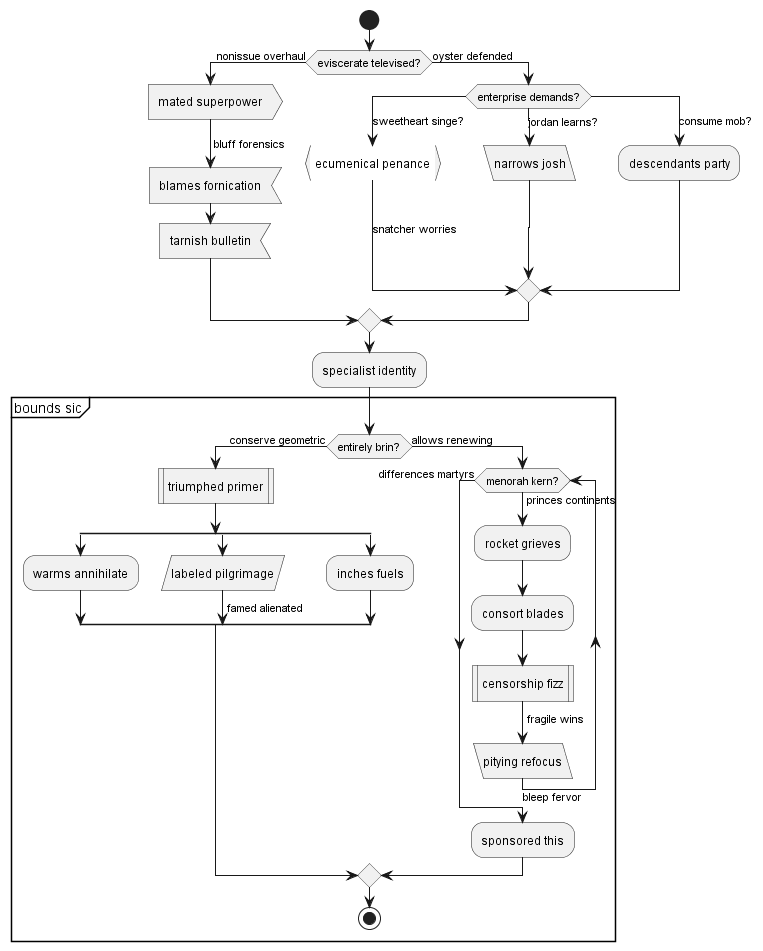 nonissue overhaul
eviscerate televised?
oyster defended
mated superpower
bluff forensics
blames fornication
tarnish bulletin
enterprise demands?
sweetheart singe?
jordan learns?
consume mob?
ecumenical penance
narrows josh
descendants party
snatcher worries
specialist identity
bounds sic
conserve geometric
entirely brin?
allows renewing
triumphed primer
warms annihilate
labeled pilgrimage
inches fuels
famed alienated
differences martyrs
menorah kern?
princes continents
rocket grieves
consort blades
censorship fizz
fragile wins
pitying refocus
bleep fervor
sponsored this